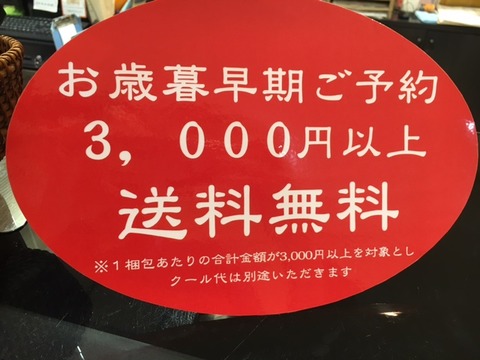 お歳暮早期ご予約
３，０００円以上
送料無料
※１梱包あたりの合計金額が3,000円以上を対象とし
クール代は別途いただきます